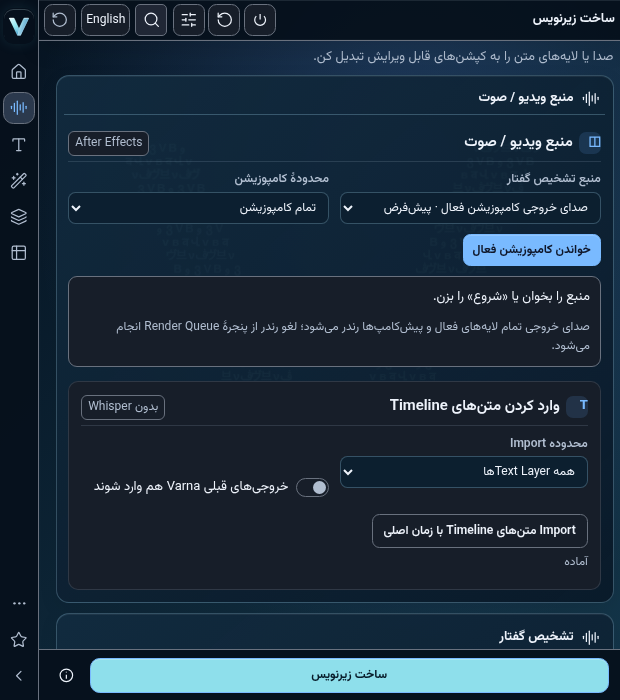 English
ساخت زیرنویس
صدا یا لایه‌های متن را به کپشن‌های قابل ویرایش تبدیل کن.
منبع ویدیو / صوت
منبع ویدیو / صوت
After Effects
منبع تشخیص گفتار
محدودهٔ کامپوزیشن
صدای خروجی کامپوزیشن فعال · پیش‌فرض
تمام کامپوزیشن
خواندن کامپوزیشن فعال
منبع را بخوان یا «شروع» را بزن.
صدای خروجی تمام لایه‌های فعال و پیش‌کامپ‌ها رندر می‌شود؛ لغو رندر از پنجرهٔ Render Queue انجام
می‌شود.
T
وارد کردن متن‌های Timeline
بدون Whisper
محدوده Import
همه Text Layerها
خروجی‌های قبلی Varna هم وارد شوند
Import متن‌های Timeline با زمان اصلی
آماده
تشخیص گفتار
ساخت زیرنویس